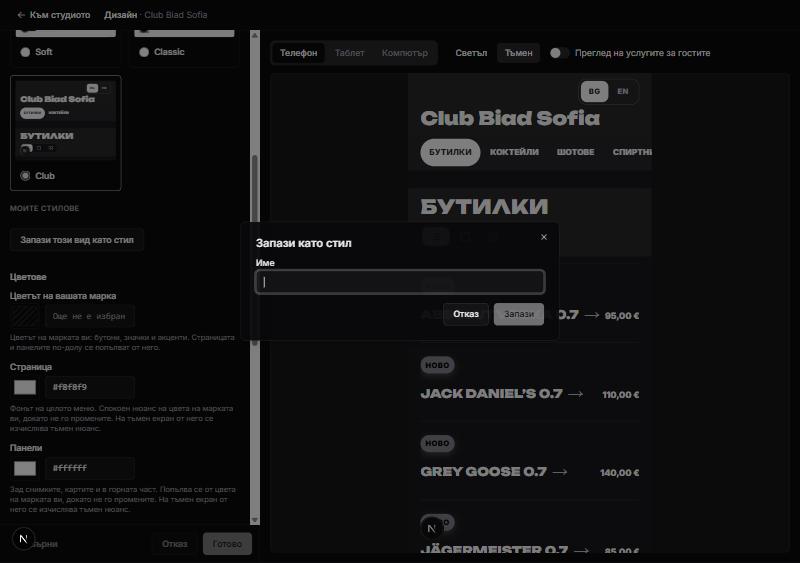 ← Към студиото
Дизайн · Club Biad Sofia
Soft
Classic
Club Biad Sofia
БУТИЛКИ
КОКТЕЙЛИ
БУТИЛКИ
Club
МОИТЕ СТИЛОВЕ
Запази този вид като стил
Цветове
Цветът на вашата марка
Още не е избран
Цветът на марката ви: бутони, значки и акценти. Страницата
и панелите по-долу се попълват от него.
Страница
#f8f8f9
Фонът на цялото меню. Спокоен нюанс на цвета на марката
ви, докато не го промените. На тъмен екран от него се
изчислява тъмен нюанс.
Панели
#ffffff
Зад снимките, картите и в горната част. Попълва се от цвета
на марката ви, докато не го промените. На тъмен екран от
него се изчислява тъмен нюанс.
N
Отказ
Готово
Телефон
Таблет
Компютър
Светъл
Тъмен
Преглед на услугите за гостите
BG
EN
Club Biad Sofia
БУТИЛКИ
КОКТЕЙЛИ
ШОТОВЕ
Запази като стил
×
Име
Отказ
Запази
0.7 → 95,00 €
НОВО
JACK DANIEL'S 0.7 → 110,00 €
НОВО
GREY GOOSE 0.7 → 140,00 €
N
JÄGERMEISTER 0.7 → 85,00 €
БУТИЛКИ